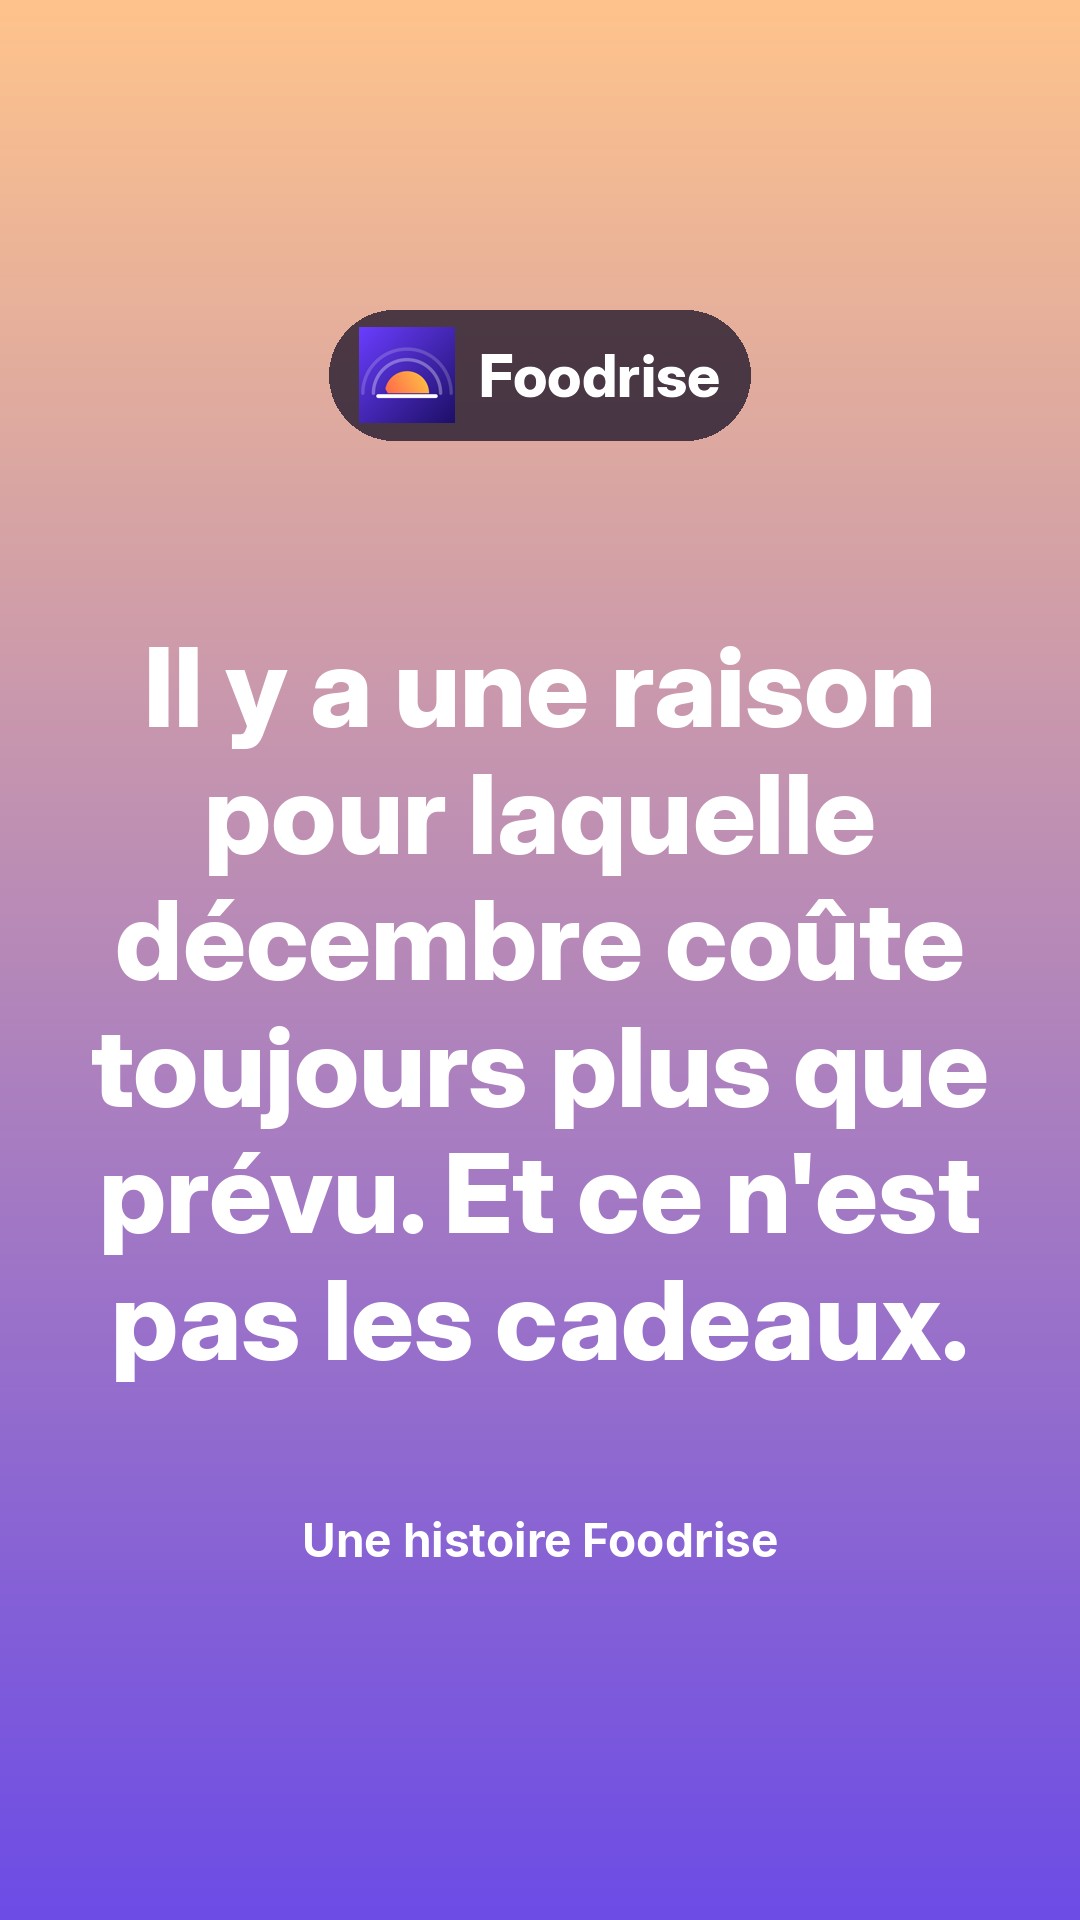 Foodrise
Il y a une raison
pour laquelle
décembre coûte
toujours plus que
prévu. Et ce n'est
pas les cadeaux.
Une histoire Foodrise